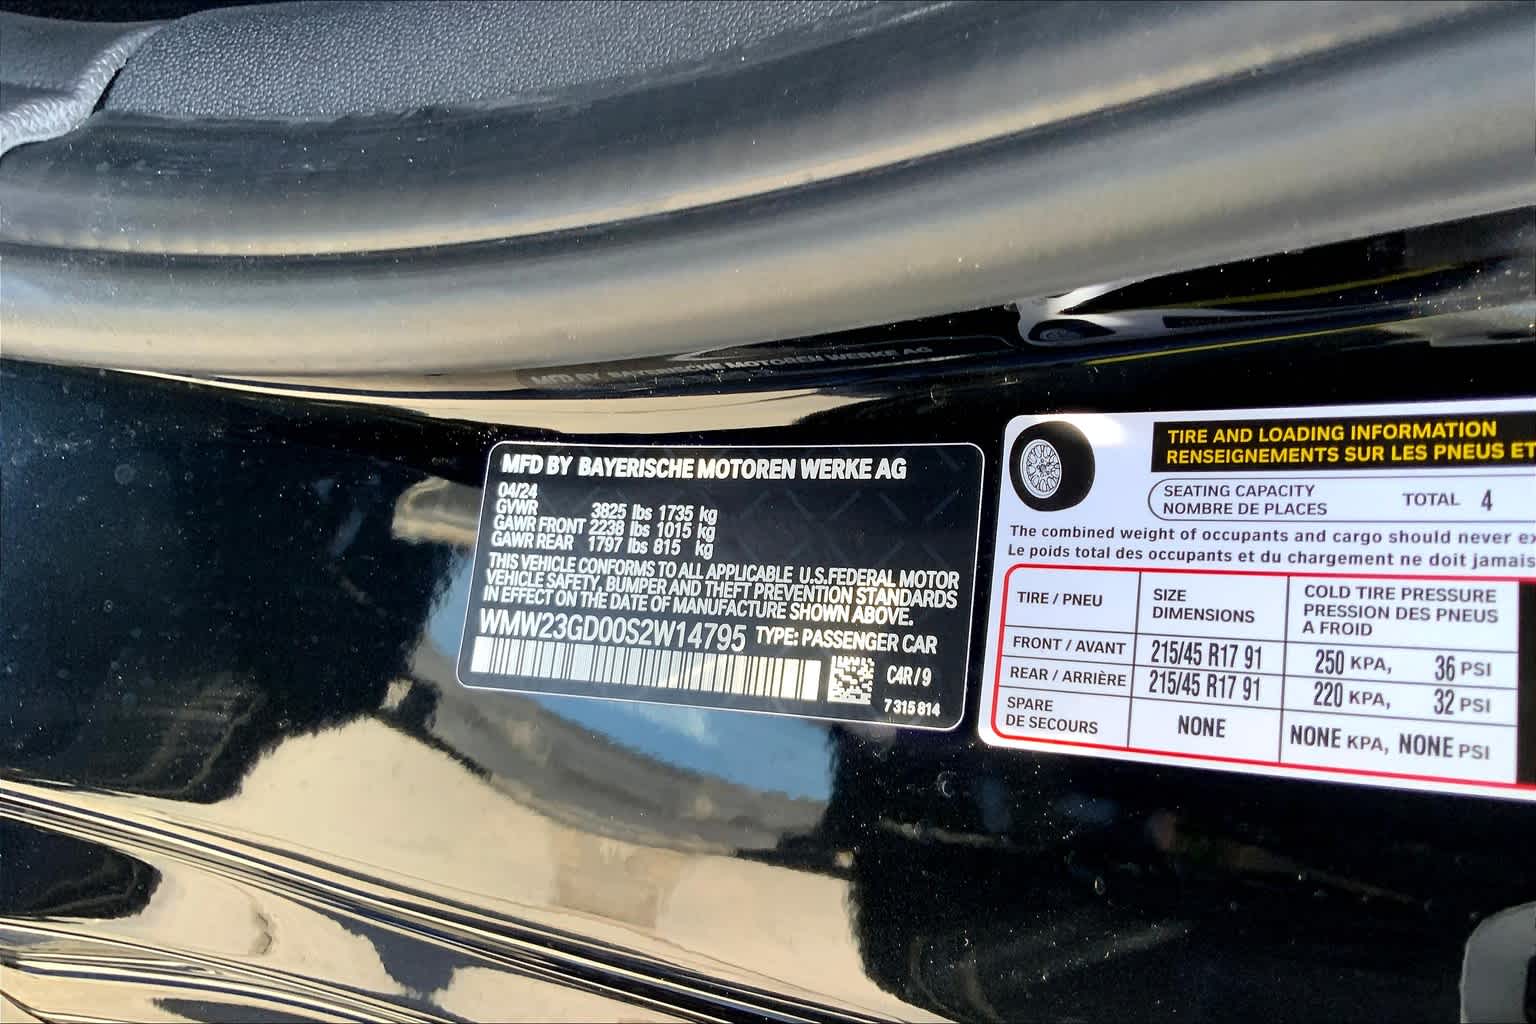 MFD BY BAYERISCHE MOTOREN WERKE AG
MFD BY BAYERISCHE MOTOREN WERKE AG
04/24
GVWR 3825 lbs 1735 kg
GAWR FRONT 2238 lbs 1015 kg
GAWR REAR 1797 lbs 815 kg
THIS VEHICLE CONFORMS TO ALL APPLICABLE U.S.FEDERAL MOTOR
VEHICLE SAFETY, BUMPER AND THEFT PREVENTION STANDARDS
IN EFFECT ON THE DATE OF MANUFACTURE SHOWN ABOVE.
WMW23GD00S2W14795 TYPE: PASSENGER CAR
C4R/9
7 315 814
TIRE AND LOADING INFORMATION
RENSEIGNEMENTS SUR LES PNEUS ET
SEATING CAPACITY
NOMBRE DE PLACES
TOTAL 4
The combined weight of occupants and cargo should never ex
Le poids total des occupants et du chargement ne doit jamais
TIRE / PNEU
SIZE
DIMENSIONS
COLD TIRE PRESSURE
PRESSION DES PNEUS
A FROID
FRONT / AVANT 215/45 R17 91 250 KPA, 36 PSI
REAR / ARRIÈRE 215/45 R17 91 220 KPA, 32 PSI
SPARE
DE SECOURS
NONE NONE KPA, NONE PSI